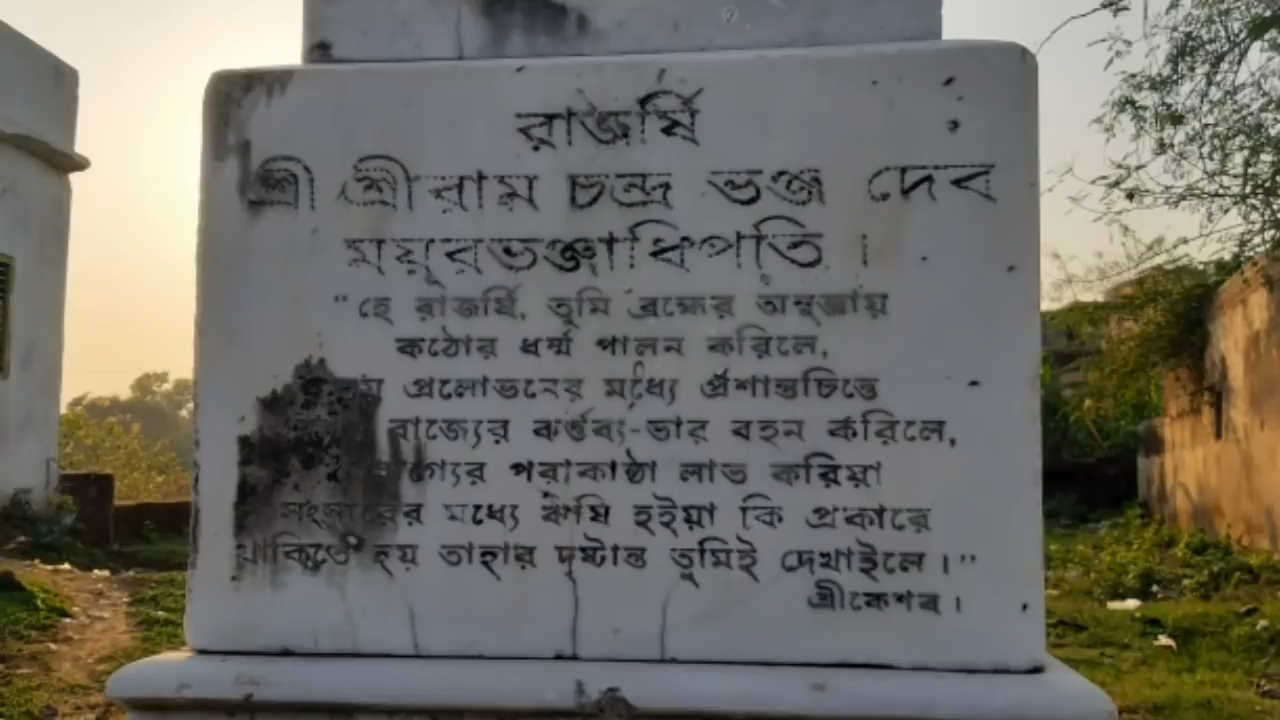 রাজর্ষি
শ্রী শ্রীরাম চন্দ্র ভঞ্জ দেব
ময়ূরভঞ্জাধিপতি ।
"হে রাজর্ষি, তুমি ব্রহ্মের অনুজ্ঞায়
কঠোর ধর্ম্ম পালন করিলে,
প্রলোভনের মধ্যে প্রশান্তচিত্তে
রাজ্যের কর্ত্তব্য-ভার বহন করিলে,
পরাকাষ্ঠা লাভ করিয়া
সংসারের মধ্যে ঋষি হইয়া কি প্রকারে
থাকিতে হয় তাহার দৃষ্টান্ত তুমিই দেখাইলে ।"
শ্রীকেশব ।